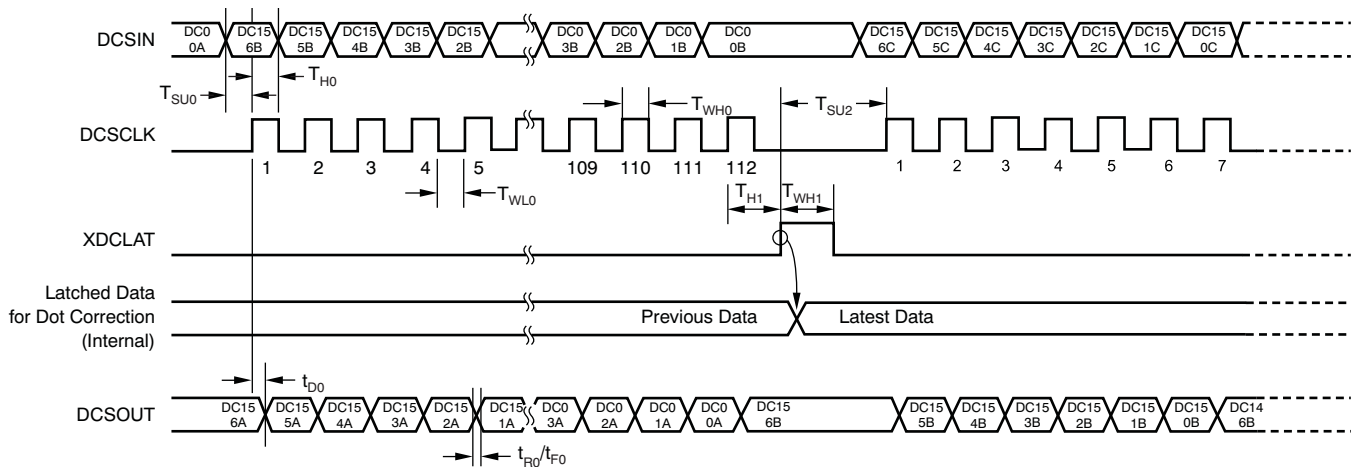 DCSIN
DC0 0A
DC15 6B
DC15 5B
DC15 4B
DC15 3B
DC15 2B
DC0 3B
DC0 2B
DC0 1B
DC0 0B
DC15 6C
DC15 5C
DC15 4C
DC15 3C
DC15 2C
DC15 1C
DC15 0C
TSU0
TH0
TWH0
TSU2
DCSCLK
1 2 3 4 5 109 110 111 112 1 2 3 4 5 6 7
TWL0
TH1
TWH1
XDCLAT
Latched Data
for Dot Correction
(Internal)
Previous Data
Latest Data
tD0
DCSOUT
DC15 6A
DC15 5A
DC15 4A
DC15 3A
DC15 2A
DC15 1A
DC0 3A
DC0 2A
DC0 1A
DC0 0A
DC15 6B
DC15 5B
DC15 4B
DC15 3B
DC15 2B
DC15 1B
DC15 0B
DC14 6B
tR0/tF0